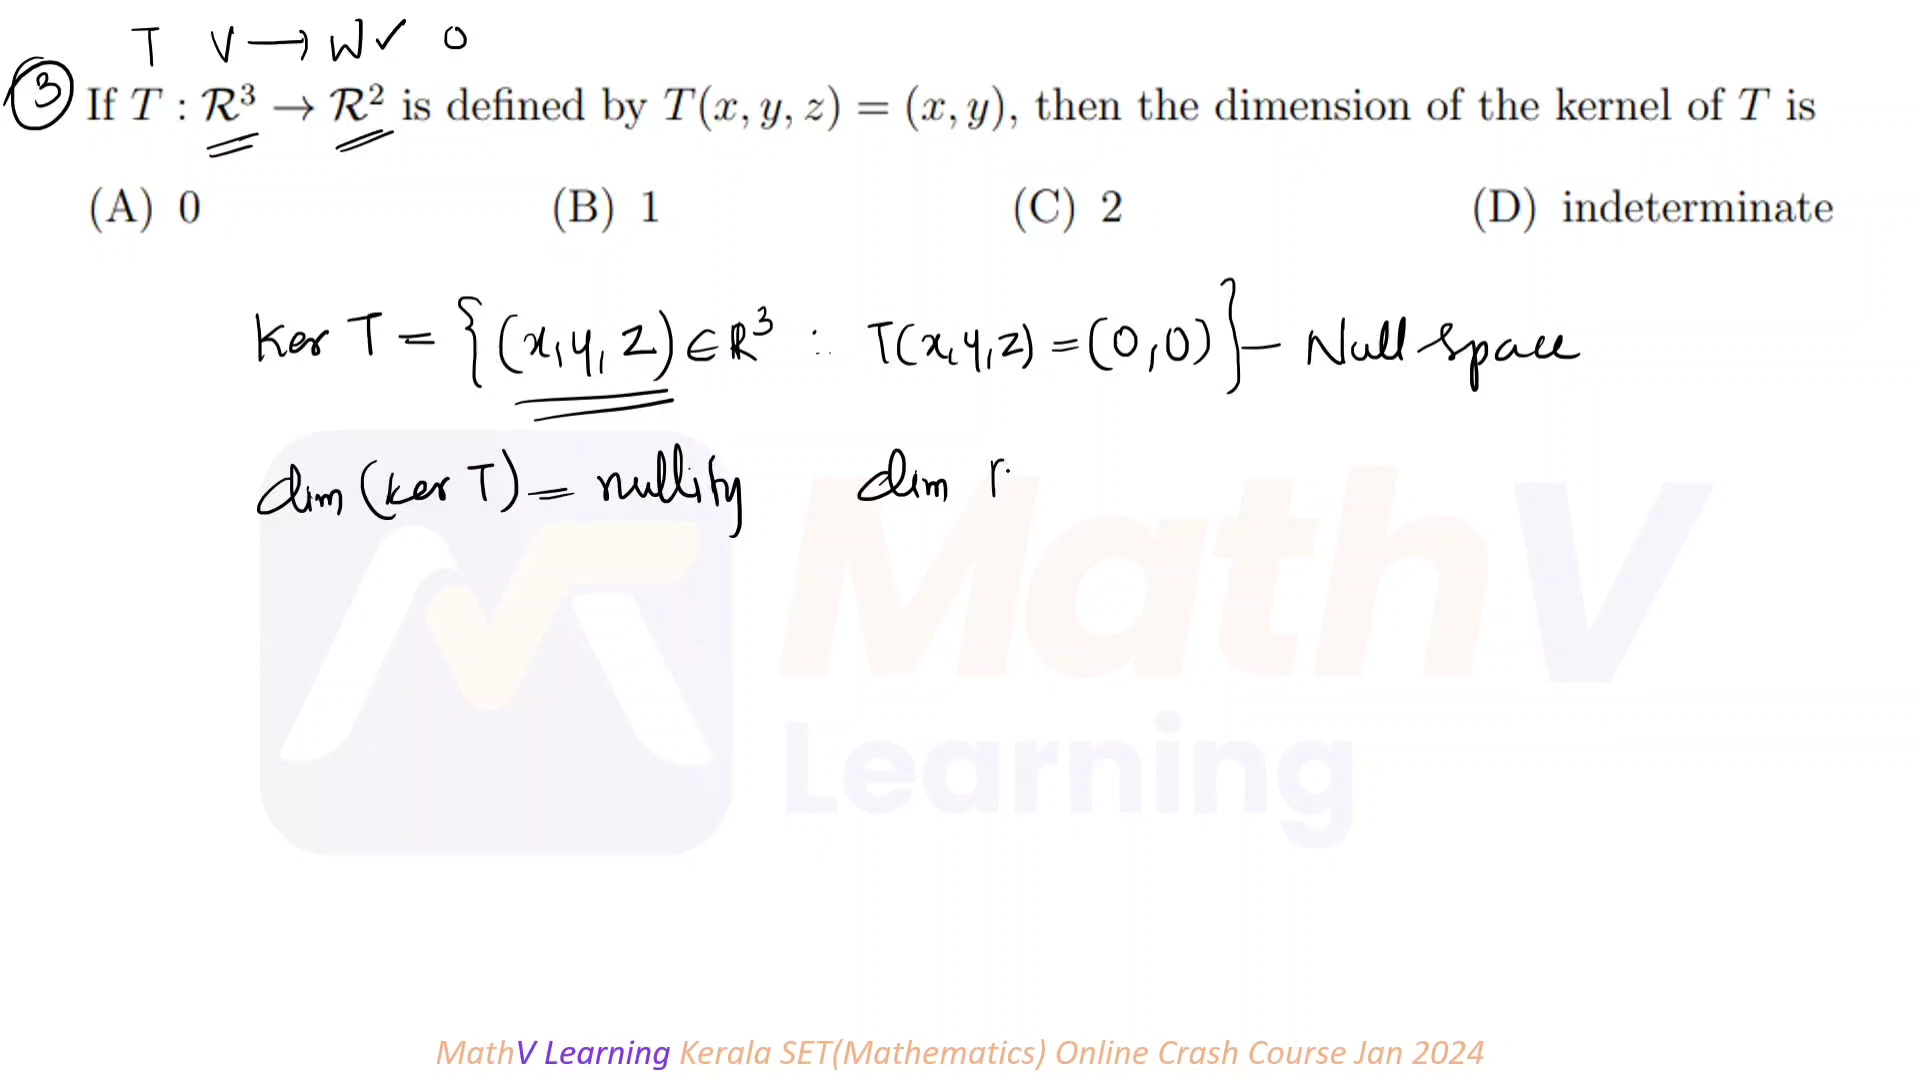 T V → W ✓ 0
③ If T : R³ → R² is defined by T(x, y, z) = (x, y), then the dimension of the kernel of T is
(A) 0 (B) 1 (C) 2 (D) indeterminate
Ker T = {(x, y, z) ∈ R³ : T(x, y, z) = (0, 0)} — Null space
dim (ker T) = nullity dim r
MathV
Learning
MathV Learning Kerala SET(Mathematics) Online Crash Course Jan 2024